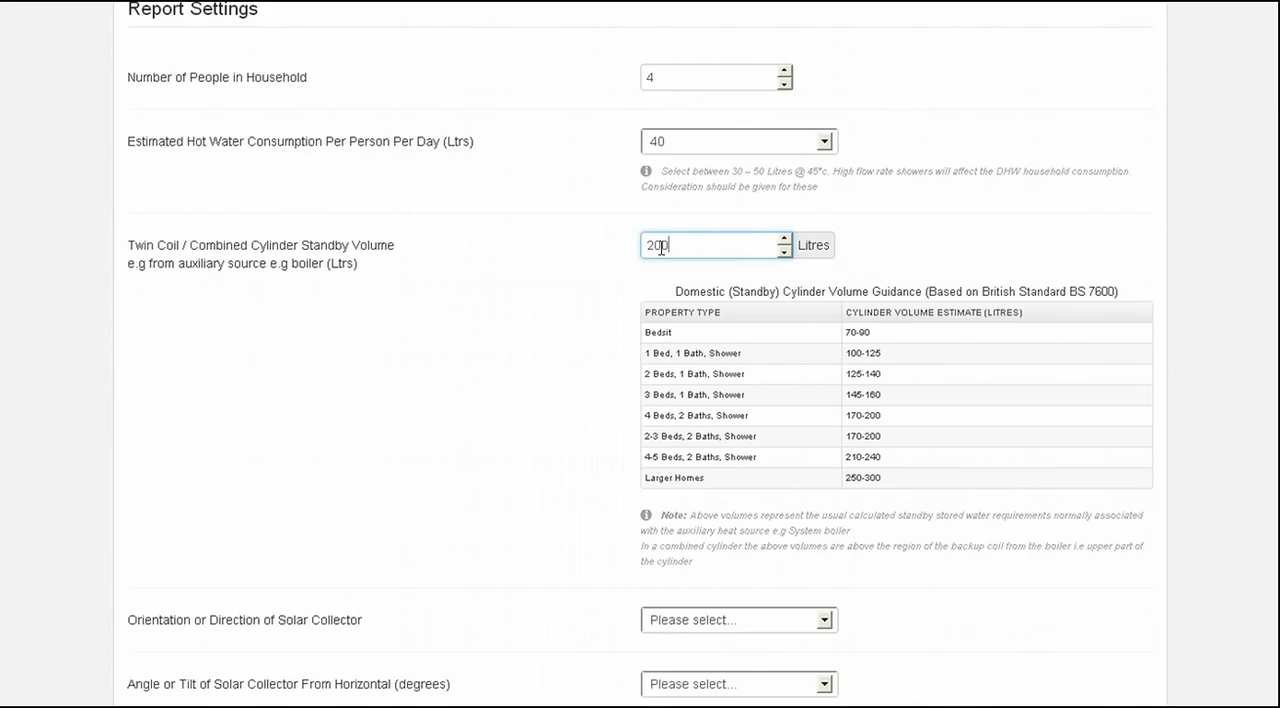 Report Settings
Number of People in Household
4
Estimated Hot Water Consumption Per Person Per Day (Ltrs)
40
Select between 30 – 50 Litres @ 45°c. High flow rate showers will affect the DHW household consumption.
Consideration should be given for these
Twin Coil / Combined Cylinder Standby Volume
e.g from auxiliary source e.g boiler (Ltrs)
200 Litres
Domestic (Standby) Cylinder Volume Guidance (Based on British Standard BS 7600)
PROPERTY TYPE CYLINDER VOLUME ESTIMATE (LITRES)
Bedsit 70-90
1 Bed, 1 Bath, Shower 100-125
2 Beds, 1 Bath, Shower 125-140
3 Beds, 1 Bath, Shower 145-160
4 Beds, 2 Baths, Shower 170-200
2-3 Beds, 2 Baths, Shower 170-200
4-5 Beds, 2 Baths, Shower 210-240
Larger Homes 250-300
Note: Above volumes represent the usual calculated standby stored water requirements normally associated
with the auxiliary heat source e.g System boiler
In a combined cylinder the above volumes are above the region of the backup coil from the boiler i.e upper part of
the cylinder
Orientation or Direction of Solar Collector
Please select...
Angle or Tilt of Solar Collector From Horizontal (degrees)
Please select...